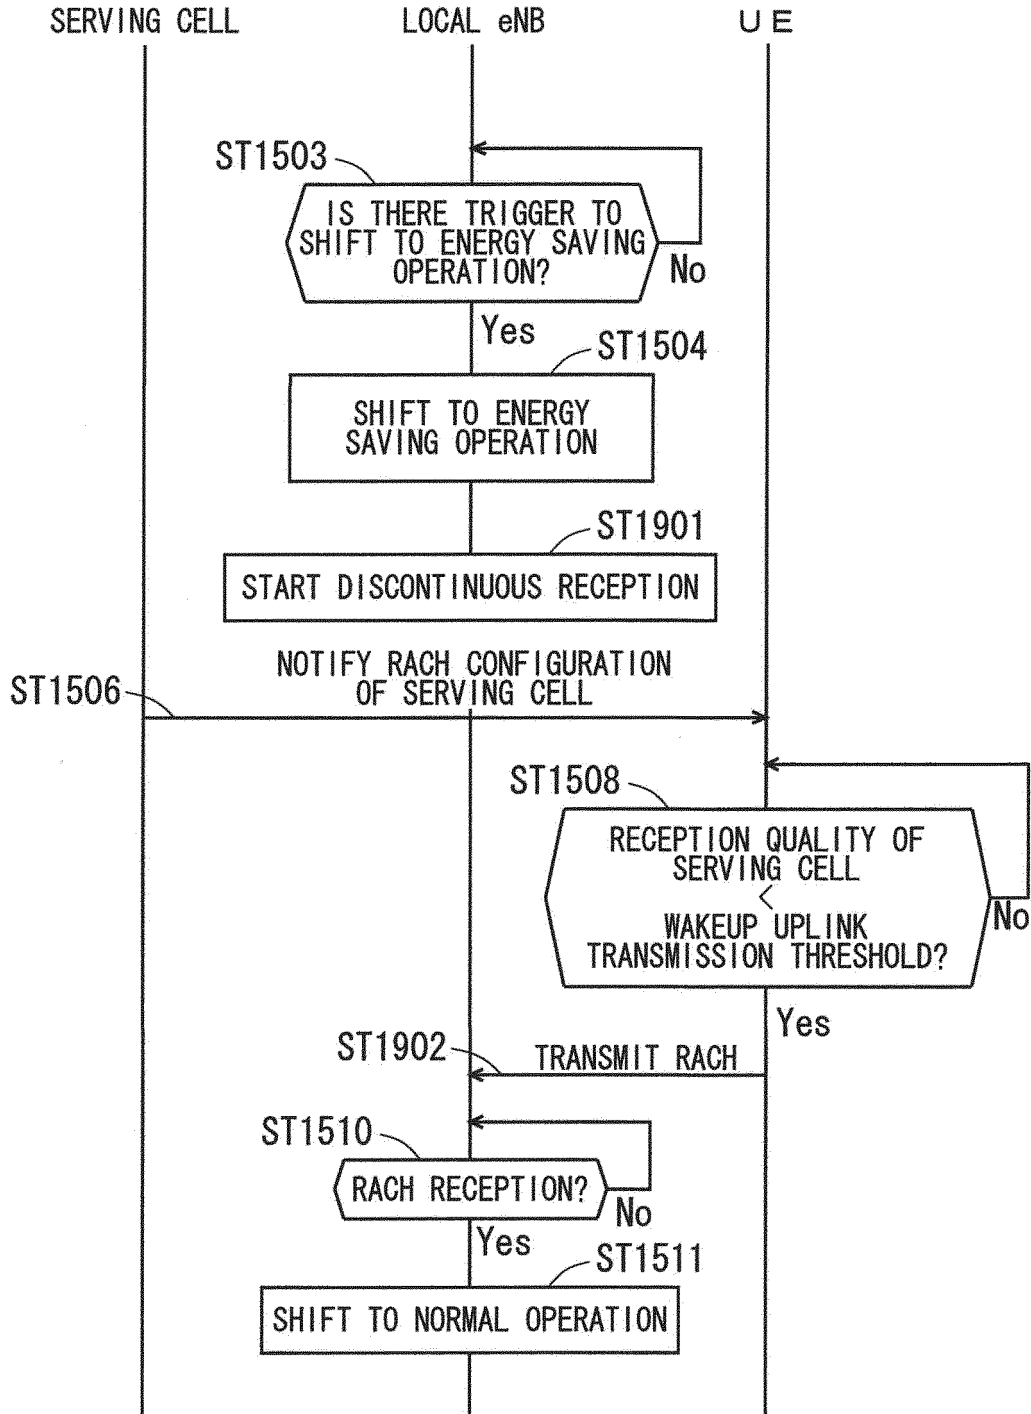 SERVING CELL LOCAL eNB UE
ST1503
IS THERE TRIGGER TO
SHIFT TO ENERGY SAVING
OPERATION?
No
Yes
ST1504
SHIFT TO ENERGY
SAVING OPERATION
ST1901
START DISCONTINUOUS RECEPTION
NOTIFY RACH CONFIGURATION
OF SERVING CELL
ST1506
ST1508
RECEPTION QUALITY OF
SERVING CELL
<
WAKEUP UPLINK
TRANSMISSION THRESHOLD?
No
Yes
ST1902
TRANSMIT RACH
ST1510
RACH RECEPTION?
No
Yes
ST1511
SHIFT TO NORMAL OPERATION